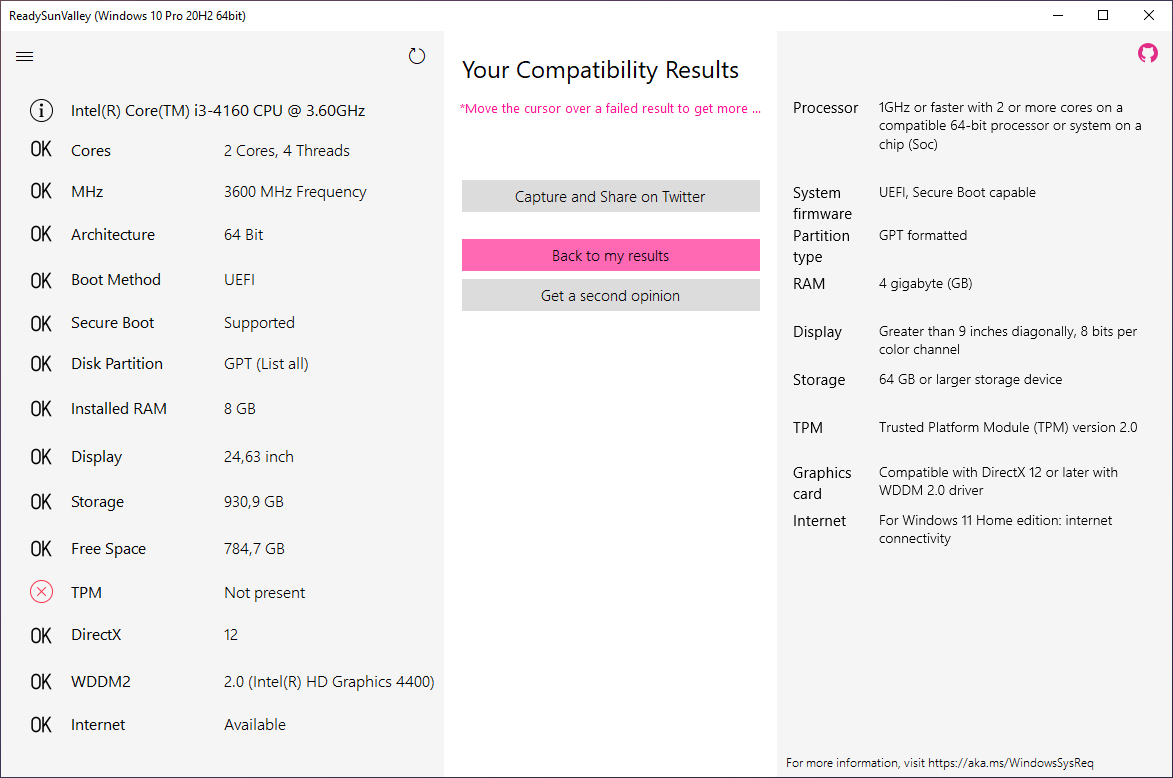 ReadySunValley (Windows 10 Pro 20H2 64bit)
Intel(R) Core(TM) i3-4160 CPU @ 3.60GHz
OK Cores 2 Cores, 4 Threads
OK MHz 3600 MHz Frequency
OK Architecture 64 Bit
OK Boot Method UEFI
OK Secure Boot Supported
OK Disk Partition GPT (List all)
OK Installed RAM 8 GB
OK Display 24,63 inch
OK Storage 930,9 GB
OK Free Space 784,7 GB
TPM Not present
OK DirectX 12
OK WDDM2 2.0 (Intel(R) HD Graphics 4400)
OK Internet Available
Your Compatibility Results
*Move the cursor over a failed result to get more ...
Capture and Share on Twitter
Back to my results
Get a second opinion
Processor 1GHz or faster with 2 or more cores on a
compatible 64-bit processor or system on a
chip (Soc)
System UEFI, Secure Boot capable
firmware
Partition GPT formatted
type
RAM 4 gigabyte (GB)
Display Greater than 9 inches diagonally, 8 bits per
color channel
Storage 64 GB or larger storage device
TPM Trusted Platform Module (TPM) version 2.0
Graphics Compatible with DirectX 12 or later with
card WDDM 2.0 driver
Internet For Windows 11 Home edition: internet
connectivity
For more information, visit https://aka.ms/WindowsSysReq